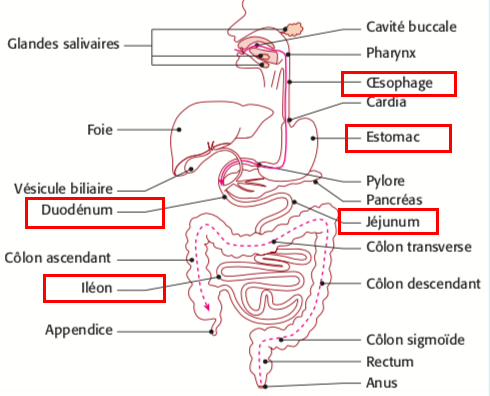 Glandes salivaires
Foie
Vésicule biliaire
Duodénum
Côlon ascendant
Iléon
Appendice
Cavité buccale
Pharynx
Œsophage
Cardia
Estomac
Pylore
Pancréas
Jéjunum
Côlon transverse
Côlon descendant
Côlon sigmoïde
Rectum
Anus